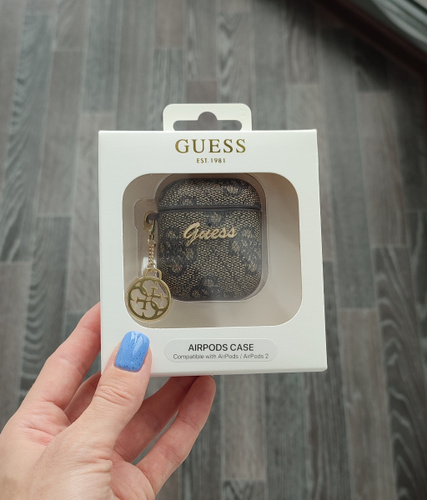 GUESS
EST. 1981
Guess
AIRPODS CASE
Compatible with AirPods / AirPods 2